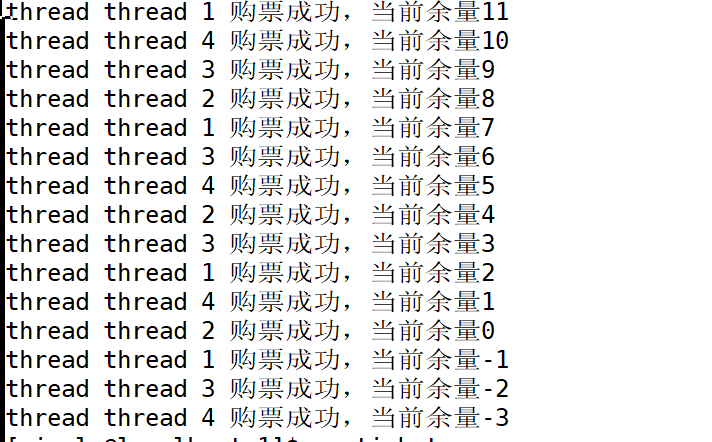 thread thread 1 购票成功，当前余量11
thread thread 4 购票成功，当前余量10
thread thread 3 购票成功，当前余量9
thread thread 2 购票成功，当前余量8
thread thread 1 购票成功，当前余量7
thread thread 3 购票成功，当前余量6
thread thread 4 购票成功，当前余量5
thread thread 2 购票成功，当前余量4
thread thread 3 购票成功，当前余量3
thread thread 1 购票成功，当前余量2
thread thread 4 购票成功，当前余量1
thread thread 2 购票成功，当前余量0
thread thread 1 购票成功，当前余量-1
thread thread 3 购票成功，当前余量-2
thread thread 4 购票成功，当前余量-3